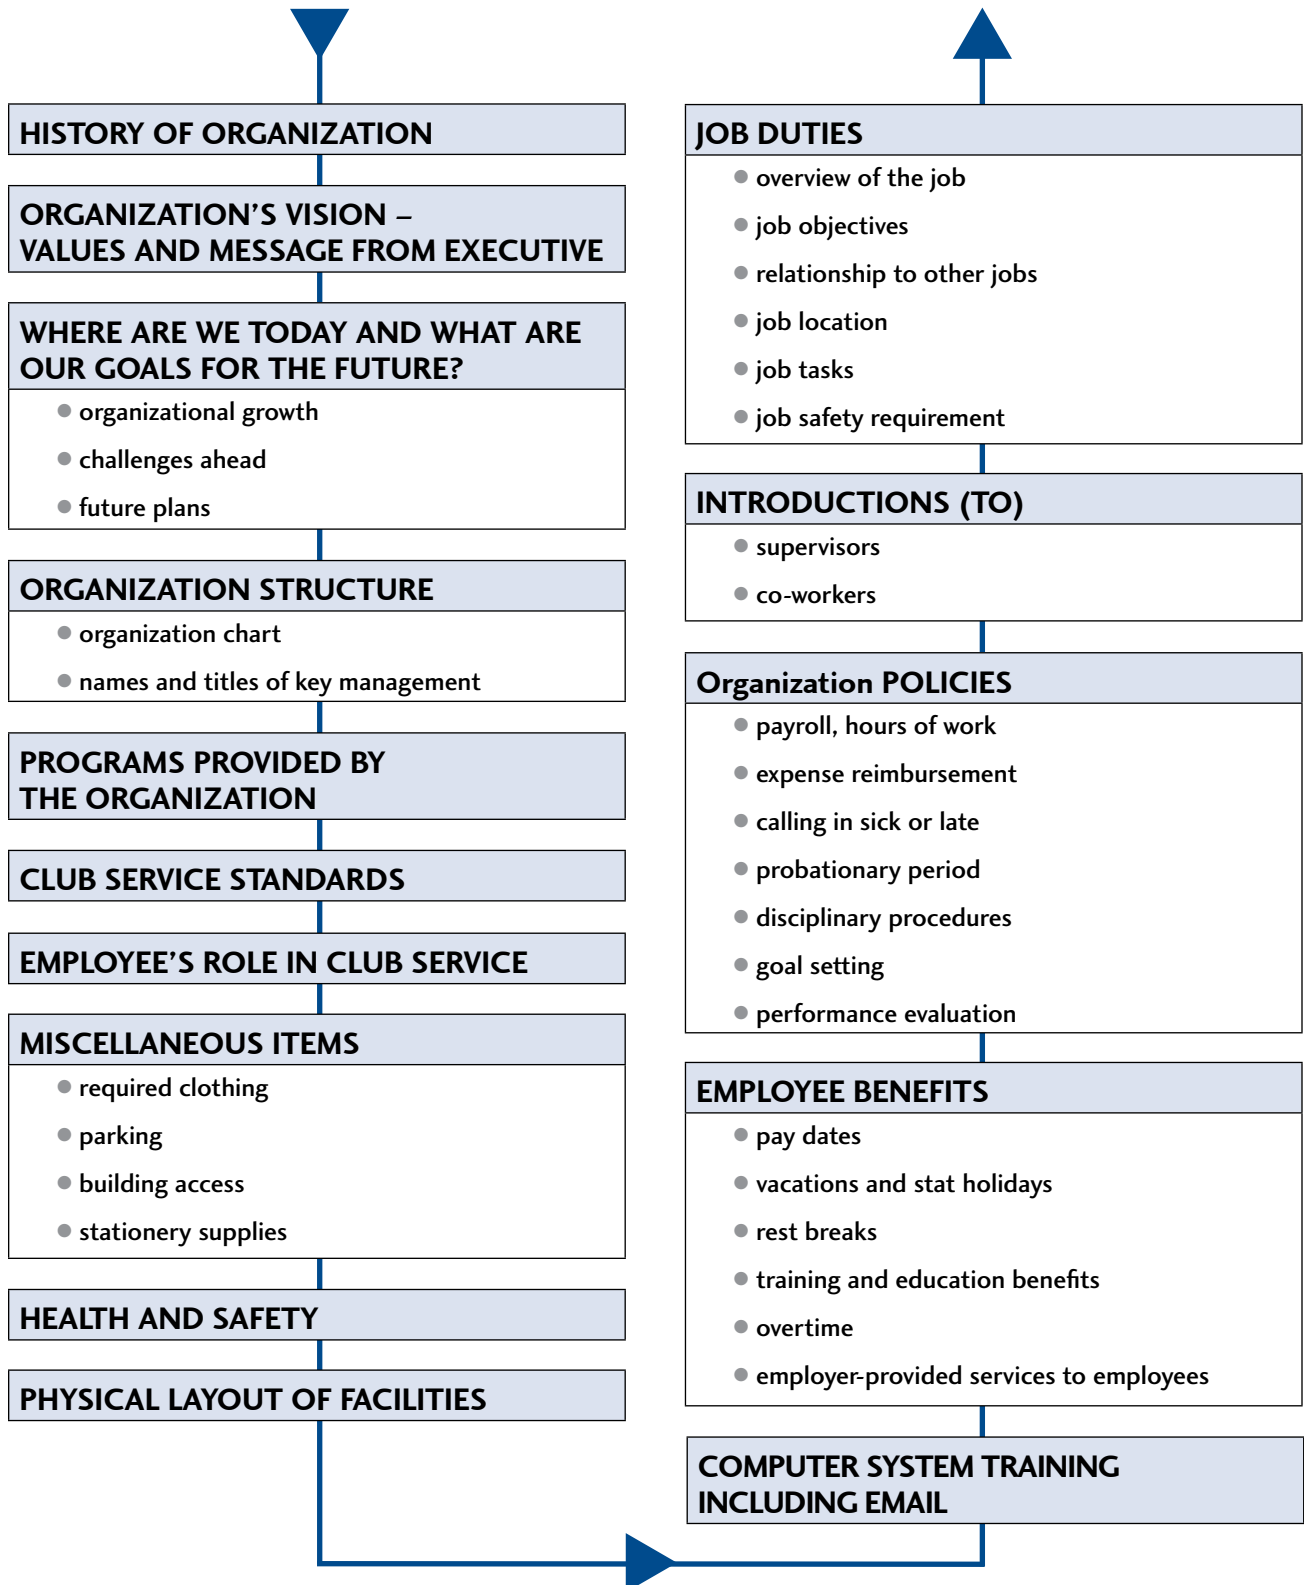 HISTORY OF ORGANIZATION
ORGANIZATION’S VISION –
VALUES AND MESSAGE FROM EXECUTIVE
WHERE ARE WE TODAY AND WHAT ARE
OUR GOALS FOR THE FUTURE?
● organizational growth
● challenges ahead
● future plans
ORGANIZATION STRUCTURE
● organization chart
● names and titles of key management
PROGRAMS PROVIDED BY
THE ORGANIZATION
CLUB SERVICE STANDARDS
EMPLOYEE’S ROLE IN CLUB SERVICE
MISCELLANEOUS ITEMS
● required clothing
● parking
● building access
● stationery supplies
HEALTH AND SAFETY
PHYSICAL LAYOUT OF FACILITIES
JOB DUTIES
● overview of the job
● job objectives
● relationship to other jobs
● job location
● job tasks
● job safety requirement
INTRODUCTIONS (TO)
● supervisors
● co-workers
Organization POLICIES
● payroll, hours of work
● expense reimbursement
● calling in sick or late
● probationary period
● disciplinary procedures
● goal setting
● performance evaluation
EMPLOYEE BENEFITS
● pay dates
● vacations and stat holidays
● rest breaks
● training and education benefits
● overtime
● employer-provided services to employees
COMPUTER SYSTEM TRAINING
INCLUDING EMAIL